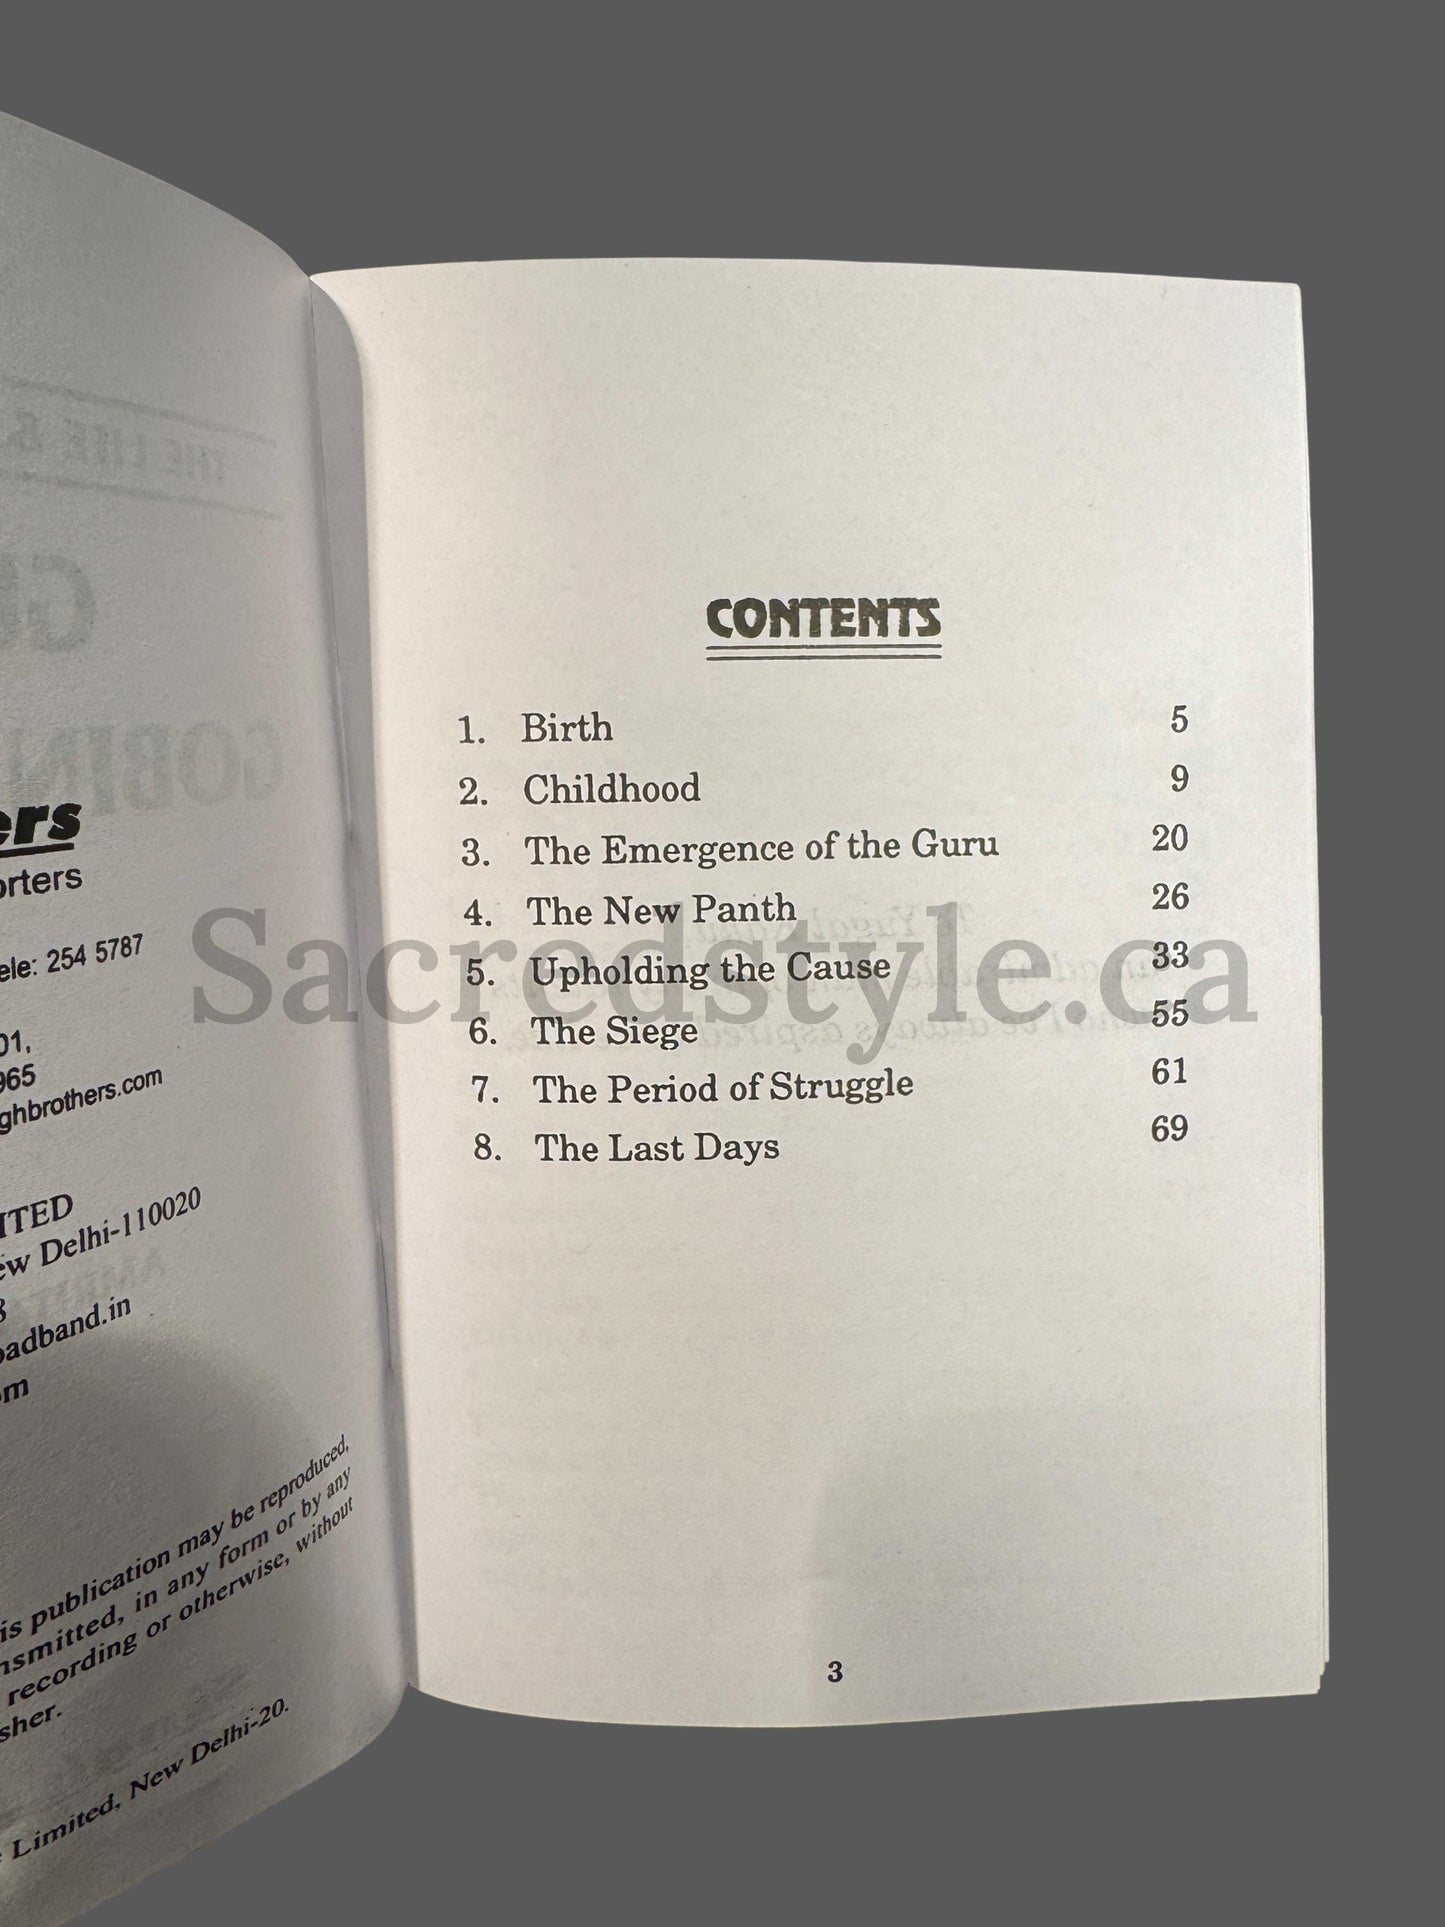 ers
orters
ele: 254 5787
01,
965
ghbrothers.com
ITED
ew Delhi-110020
8
oadband.in
om
is publication may be reproduced,
nsmitted, in any form or by any
recording or otherwise, without
sher.
Limited, New Delhi-20.
CONTENTS
1. Birth 5
2. Childhood 9
3. The Emergence of the Guru 20
4. The New Panth 26
5. Upholding the Cause 33
6. The Siege 55
7. The Period of Struggle 61
8. The Last Days 69
Sacredstyle.ca
3